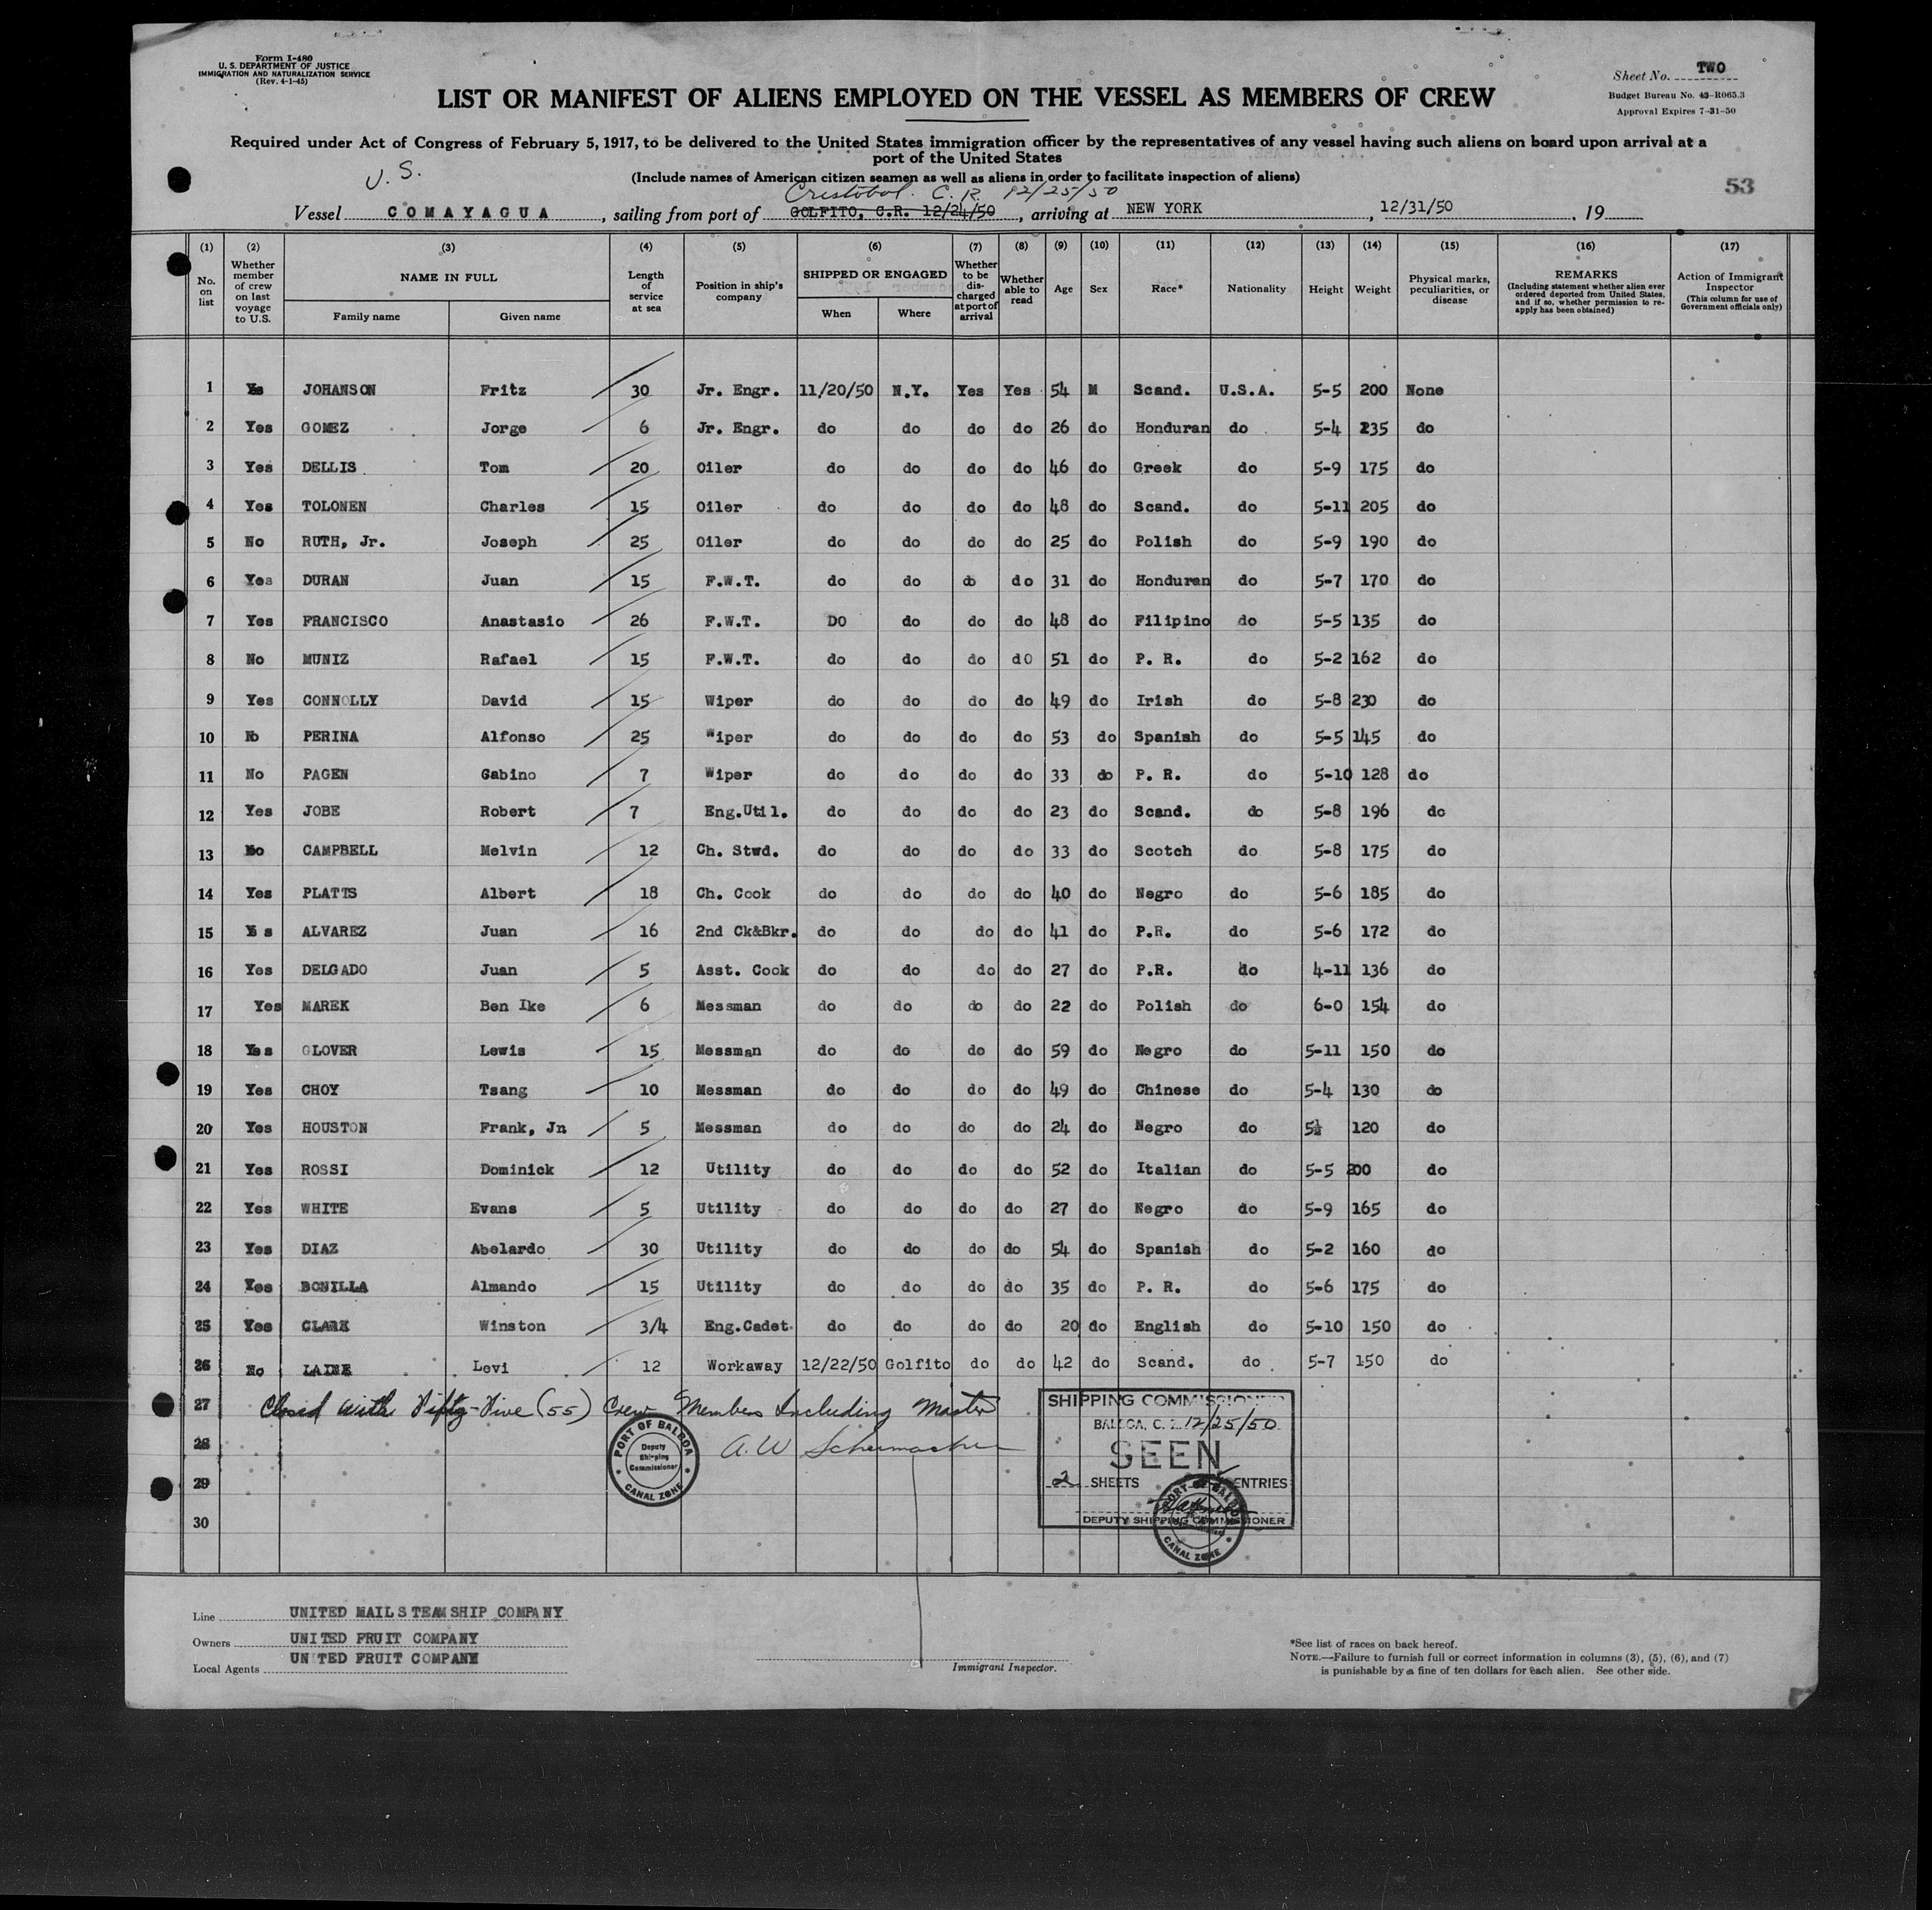 Form I-480
U. S. DEPARTMENT OF JUSTICE
IMMIGRATION AND NATURALIZATION SERVICE
(Rev. 4-1-45)
Sheet No. TWO
Budget Bureau No. 43-R065.3
Approval Expires 7-31-50
LIST OR MANIFEST OF ALIENS EMPLOYED ON THE VESSEL AS MEMBERS OF CREW
Required under Act of Congress of February 5, 1917, to be delivered to the United States immigration officer by the representatives of any vessel having such aliens on board upon arrival at a
port of the United States
U.S.
(Include names of American citizen seamen as well as aliens in order to facilitate inspection of aliens)
53
Cristobal. C.R. 12/25/50
Vessel COMAYAGUA, sailing from port of GOLFITO, C.R. 12/24/50, arriving at NEW YORK, 12/31/50, 19
(1) (2) (3) (4) (5) (6) (7) (8) (9) (10) (11) (12) (13) (14) (15) (16) (17)
No. on list Whether member of crew on last voyage to U.S. NAME IN FULL Family name Given name Length of service at sea Position in ship's company SHIPPED OR ENGAGED When Where Whether to be discharged at port of arrival Whether able to read Age Sex Race* Nationality Height Weight Physical marks, peculiarities, or disease REMARKS (Including statement whether alien ever ordered deported from United States, and if so, whether permission to reapply has been obtained) Action of Immigrant Inspector (This column for use of Government officials only)
1 Yes JOHANSON Fritz 30 Jr. Engr. 11/20/50 N.Y. Yes Yes 54 M Scand. U.S.A. 5-5 200 None
2 Yes GOMEZ Jorge 6 Jr. Engr. do do do do 26 do Honduran do 5-4 235 do
3 Yes DELLIS Tom 20 Oiler do do do do 46 do Greek do 5-9 175 do
4 Yes TOLONEN Charles 15 Oiler do do do do 48 do Scand. do 5-11 205 do
5 No RUTH, Jr. Joseph 25 Oiler do do do do 25 do Polish do 5-9 190 do
6 Yes DURAN Juan 15 F.W.T. do do do do 31 do Honduran do 5-7 170 do
7 Yes FRANCISCO Anastasio 26 F.W.T. DO do do do 48 do Filipino do 5-5 135 do
8 No MUNIZ Rafael 15 F.W.T. do do do do 51 do P. R. do 5-2 162 do
9 Yes CONNOLLY David 15 Wiper do do do do 49 do Irish do 5-8 230 do
10 No PERINA Alfonso 25 Wiper do do do do 53 do Spanish do 5-5 145 do
11 No PAGEN Gabino 7 Wiper do do do do 33 do P. R. do 5-10 128 do
12 Yes JOBE Robert 7 Eng.Util. do do do do 23 do Scand. do 5-8 196 do
13 No CAMPBELL Melvin 12 Ch. Stwd. do do do do 33 do Scotch do 5-8 175 do
14 Yes PLATTS Albert 18 Ch. Cook do do do do 40 do Negro do 5-6 185 do
15 Yes ALVAREZ Juan 16 2nd Ck&Bkr. do do do do 41 do P.R. do 5-6 172 do
16 Yes DELGADO Juan 5 Asst. Cook do do do do 27 do P.R. do 4-11 136 do
17 Yes MAREK Ben Ike 6 Messman do do do do 22 do Polish do 6-0 154 do
18 Yes GLOVER Lewis 15 Messman do do do do 59 do Negro do 5-11 150 do
19 Yes CHOY Tsang 10 Messman do do do do 49 do Chinese do 5-4 130 do
20 Yes HOUSTON Frank, Jn 5 Messman do do do do 24 do Negro do 5½ 120 do
21 Yes ROSSI Dominick 12 Utility do do do do 52 do Italian do 5-5 200 do
22 Yes WHITE Evans 5 Utility do do do do 27 do Negro do 5-9 165 do
23 Yes DIAZ Abelardo 30 Utility do do do do 54 do Spanish do 5-2 160 do
24 Yes BONILLA Almando 15 Utility do do do do 35 do P. R. do 5-6 175 do
25 Yes CLARK Winston 3/4 Eng.Cadet do do do do 20 do English do 5-10 150 do
26 No LAINE Levi 12 Workaway 12/22/50 Golfito do do 42 do Scand. do 5-7 150 do
27 Closed with Fifty-Five (55) Crew Members Including Master
28 A.W Schumacher
29
30
PORT OF BALBOA
Deputy Shipping Commissioner
CANAL ZONE
SHIPPING COMMISSIONER
BALBOA, C. Z. 12/25/50
SEEN
2 SHEETS ENTRIES
DEPUTY SHIPPING COMMISSIONER
PORT OF BALBOA
CANAL ZONE
Line UNITED MAIL STEAMSHIP COMPANY
Owners UNITED FRUIT COMPANY
Local Agents UNITED FRUIT COMPANY
Immigrant Inspector.
*See list of races on back hereof.
NOTE.—Failure to furnish full or correct information in columns (3), (5), (6), and (7)
is punishable by a fine of ten dollars for each alien. See other side.